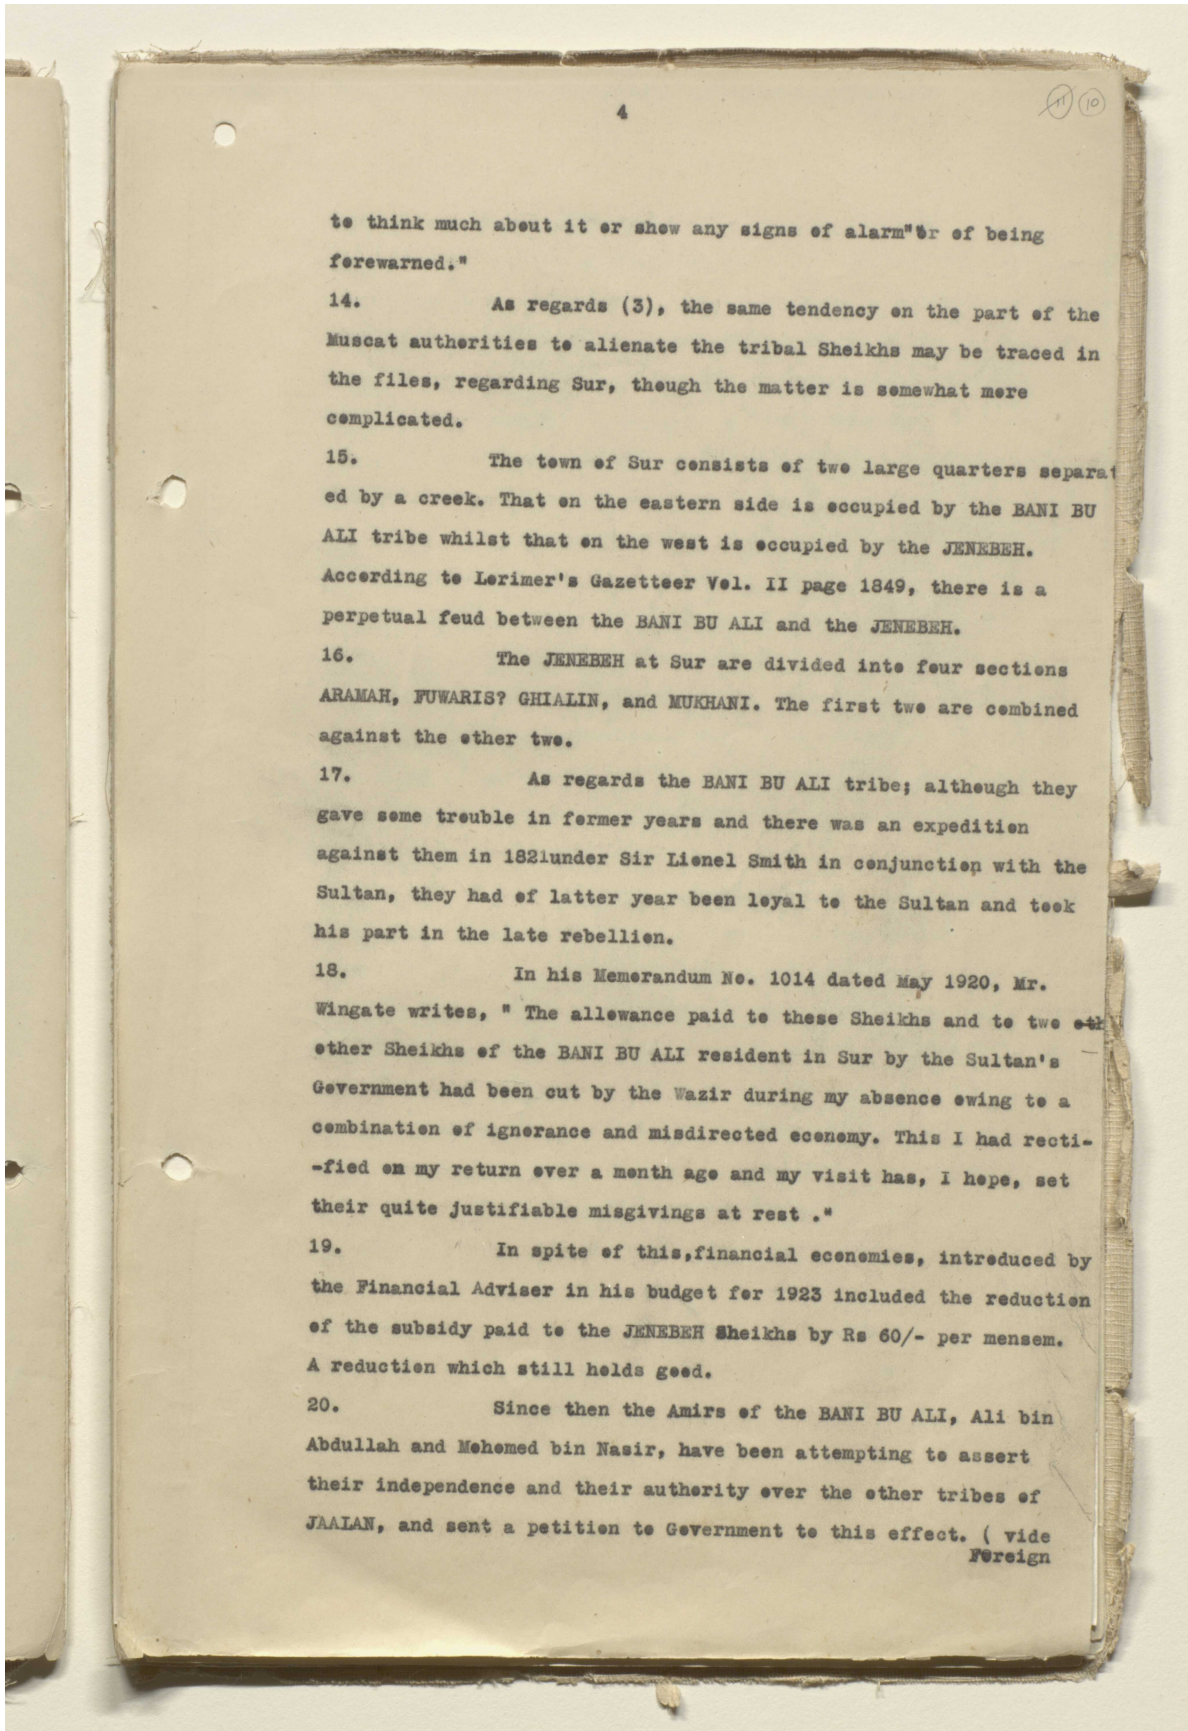 4
11 10
to think much about it or show any signs of alarm"or of being
forewarned."
14. As regards (3), the same tendency on the part of the
Muscat authorities to alienate the tribal Sheikhs may be traced in
the files, regarding Sur, though the matter is somewhat more
complicated.
15. The town of Sur consists of two large quarters separat
ed by a creek. That on the eastern side is occupied by the BANI BU
ALI tribe whilst that on the west is occupied by the JENEBEH.
According to Lorimer's Gazetteer Vol. II page 1849, there is a
perpetual feud between the BANI BU ALI and the JENEBEH.
16. The JENEBEH at Sur are divided into four sections
ARAMAH, FUWARIS? GHIALIN, and MUKHANI. The first two are combined
against the other two.
17. As regards the BANI BU ALI tribe; although they
gave some trouble in former years and there was an expedition
against them in 1821under Sir Lionel Smith in conjunction with the
Sultan, they had of latter year been loyal to the Sultan and took
his part in the late rebellion.
18. In his Memorandum No. 1014 dated May 1920, Mr.
Wingate writes, " The allowance paid to these Sheikhs and to two oth
other Sheikhs of the BANI BU ALI resident in Sur by the Sultan's
Government had been cut by the Wazir during my absence owing to a
combination of ignorance and misdirected economy. This I had recti-
-fied on my return over a month ago and my visit has, I hope, set
their quite justifiable misgivings at rest ."
19. In spite of this,financial economies, introduced by
the Financial Adviser in his budget for 1923 included the reduction
of the subsidy paid to the JENEBEH Sheikhs by Rs 60/- per mensem.
A reduction which still holds good.
20. Since then the Amirs of the BANI BU ALI, Ali bin
Abdullah and Mohomed bin Nasir, have been attempting to assert
their independence and their authority over the other tribes of
JAALAN, and sent a petition to Government to this effect. ( vide
Foreign